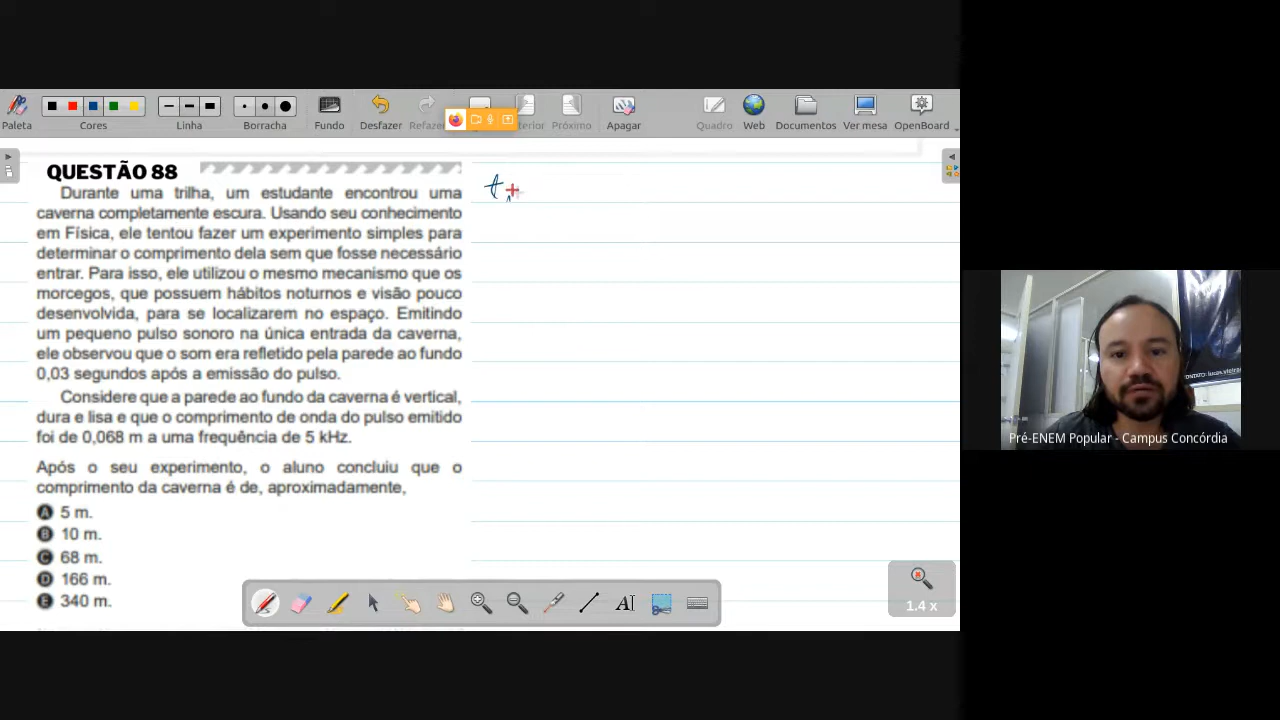 Paleta
Cores
Linha
Borracha
Fundo
Desfazer
Refazer
Próximo
Apagar
Quadro
Web
Documentos
Ver mesa
OpenBoard
QUESTÃO 88
Durante uma trilha, um estudante encontrou uma
caverna completamente escura. Usando seu conhecimento
em Física, ele tentou fazer um experimento simples para
determinar o comprimento dela sem que fosse necessário
entrar. Para isso, ele utilizou o mesmo mecanismo que os
morcegos, que possuem hábitos noturnos e visão pouco
desenvolvida, para se localizarem no espaço. Emitindo
um pequeno pulso sonoro na única entrada da caverna,
ele observou que o som era refletido pela parede ao fundo
0,03 segundos após a emissão do pulso.
Considere que a parede ao fundo da caverna é vertical,
dura e lisa e que o comprimento de onda do pulso emitido
foi de 0,068 m a uma frequência de 5 kHz.
Após o seu experimento, o aluno concluiu que o
comprimento da caverna é de, aproximadamente,
A 5 m.
B 10 m.
C 68 m.
D 166 m.
E 340 m.
t
1.4 x
Pré-ENEM Popular - Campus Concórdia